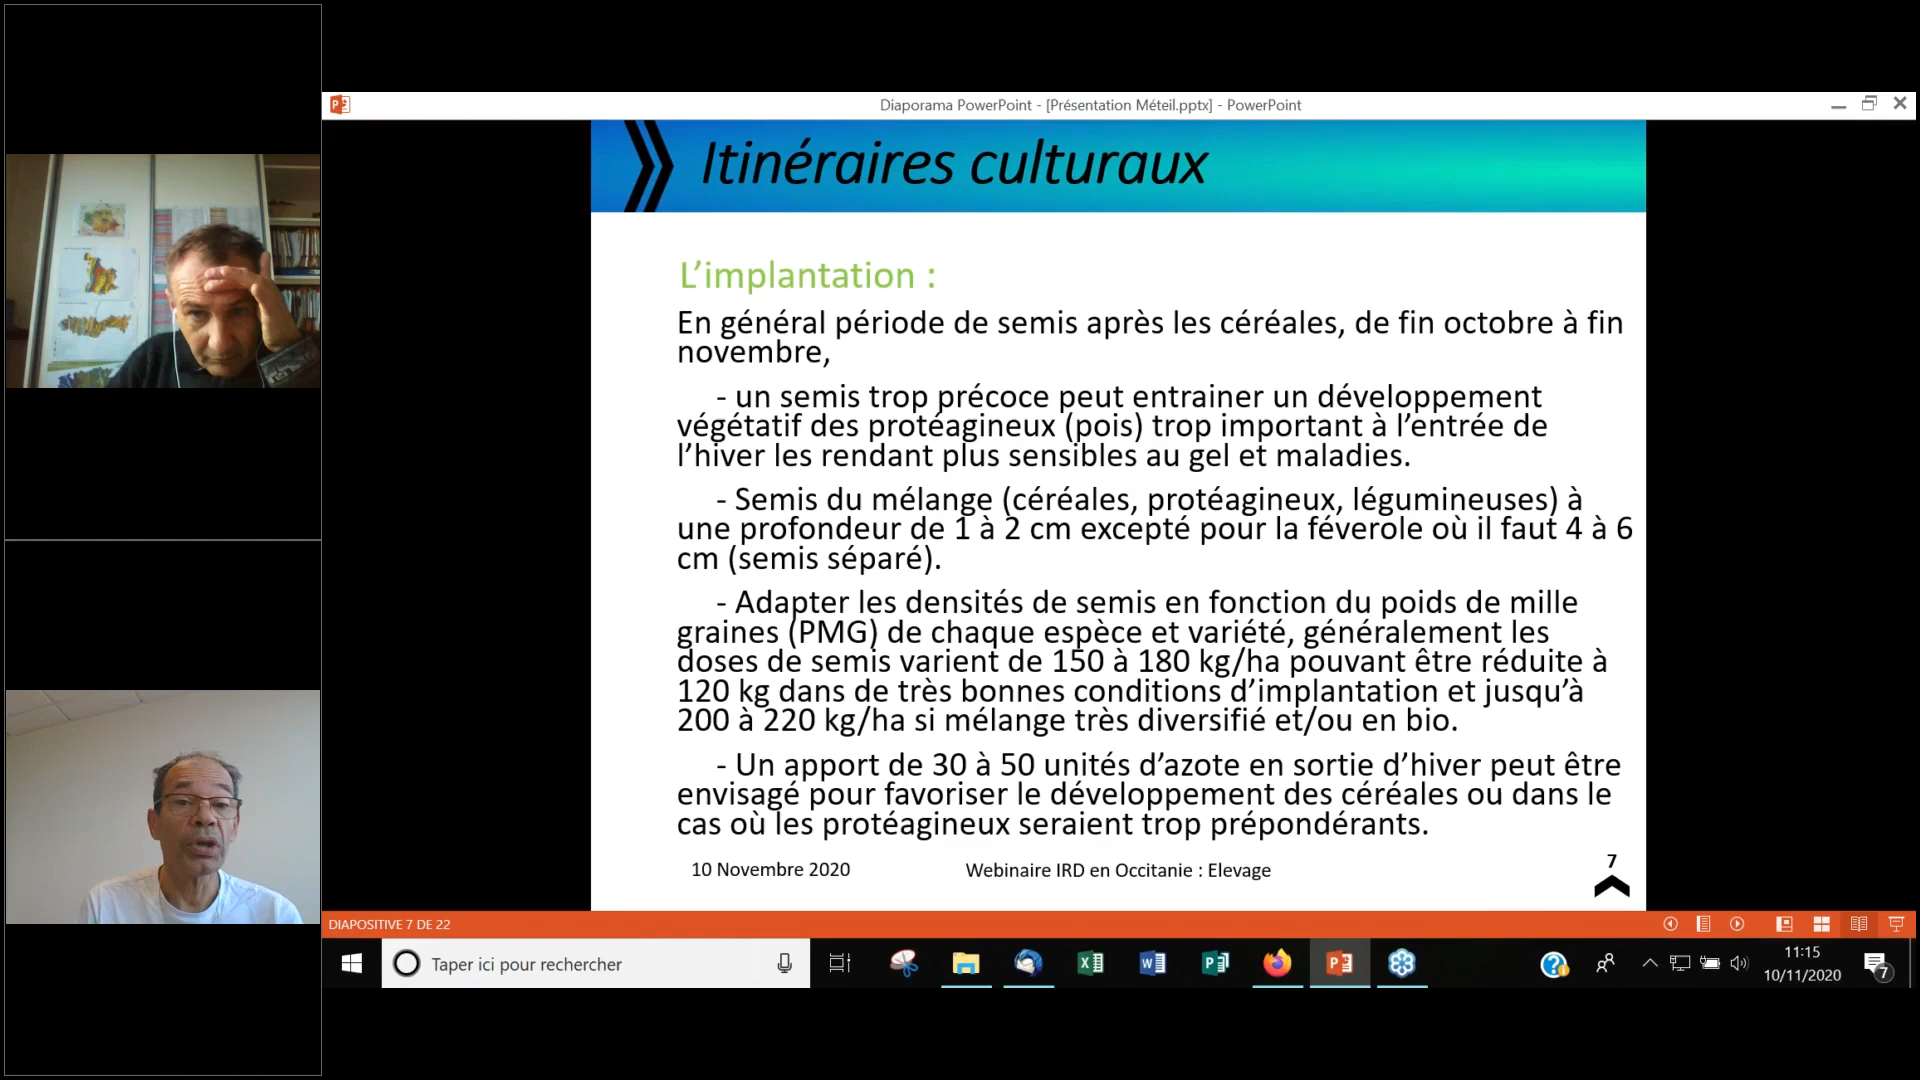 Diaporama PowerPoint - [Présentation Méteil.pptx] - PowerPoint
Itinéraires culturaux
L’implantation :
En général période de semis après les céréales, de fin octobre à fin
novembre,
- un semis trop précoce peut entrainer un développement
végétatif des protéagineux (pois) trop important à l’entrée de
l’hiver les rendant plus sensibles au gel et maladies.
- Semis du mélange (céréales, protéagineux, légumineuses) à
une profondeur de 1 à 2 cm excepté pour la féverole où il faut 4 à 6
cm (semis séparé).
- Adapter les densités de semis en fonction du poids de mille
graines (PMG) de chaque espèce et variété, généralement les
doses de semis varient de 150 à 180 kg/ha pouvant être réduite à
120 kg dans de très bonnes conditions d’implantation et jusqu’à
200 à 220 kg/ha si mélange très diversifié et/ou en bio.
- Un apport de 30 à 50 unités d’azote en sortie d’hiver peut être
envisagé pour favoriser le développement des céréales ou dans le
cas où les protéagineux seraient trop prépondérants.
10 Novembre 2020
Webinaire IRD en Occitanie : Elevage
7
DIAPOSITIVE 7 DE 22
Taper ici pour rechercher
11:15
10/11/2020
7